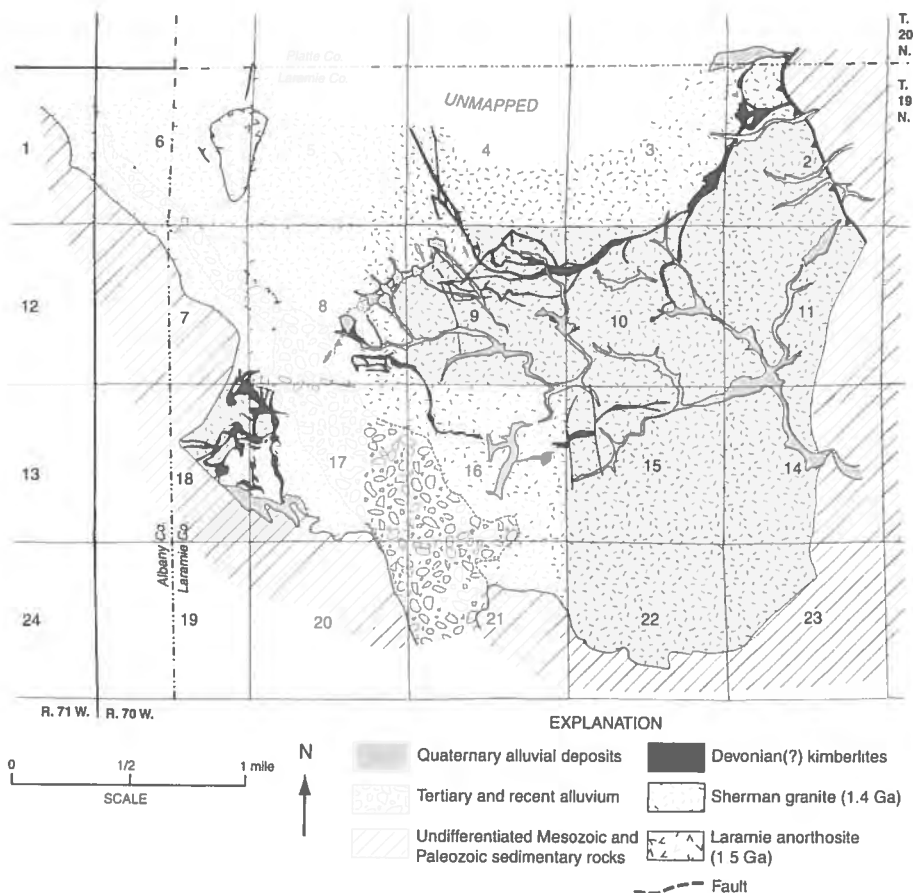 T.
20
N.
Platte Co.
Laramie Co.
T.
19
N.
UNMAPPED
1
6
5
4
3
2
12
7
8
9
10
11
13
18
17
16
15
14
Albany Co.
Laramie Co.
24
19
20
21
22
23
R. 71 W. R. 70 W.
EXPLANATION
0 1/2 1 mile
SCALE
N
Quaternary alluvial deposits
Tertiary and recent alluvium
Undifferentiated Mesozoic and
Paleozoic sedimentary rocks
Devonian(?) kimberlites
Sherman granite (1.4 Ga)
Laramie anorthosite
(1 5 Ga)
Fault